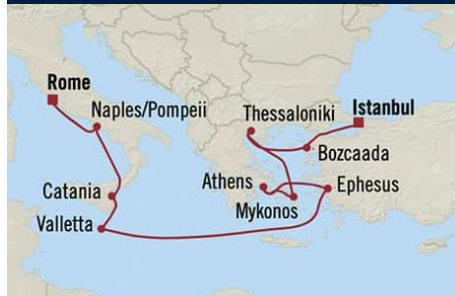 Rome
Naples/Pompeii
Thessaloniki
Istanbul
Bozcaada
Athens
Ephesus
Catania
Mykonos
Valletta